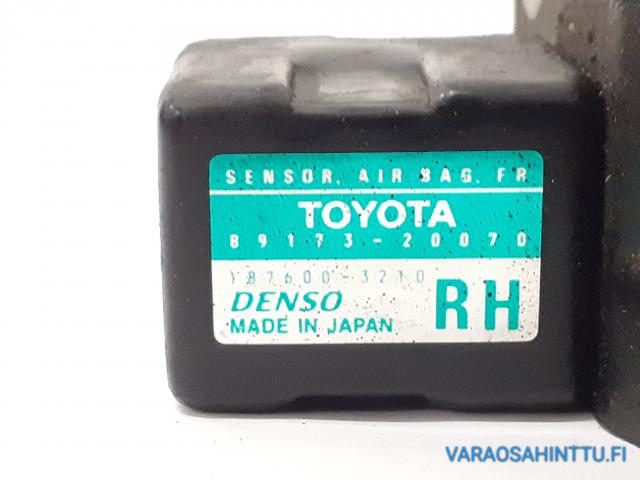 SENSOR, AIR BAG, FR
TOYOTA
89173-20070
187600-3210
DENSO
MADE IN JAPAN
RH
VARAOSAHINTTU.FI